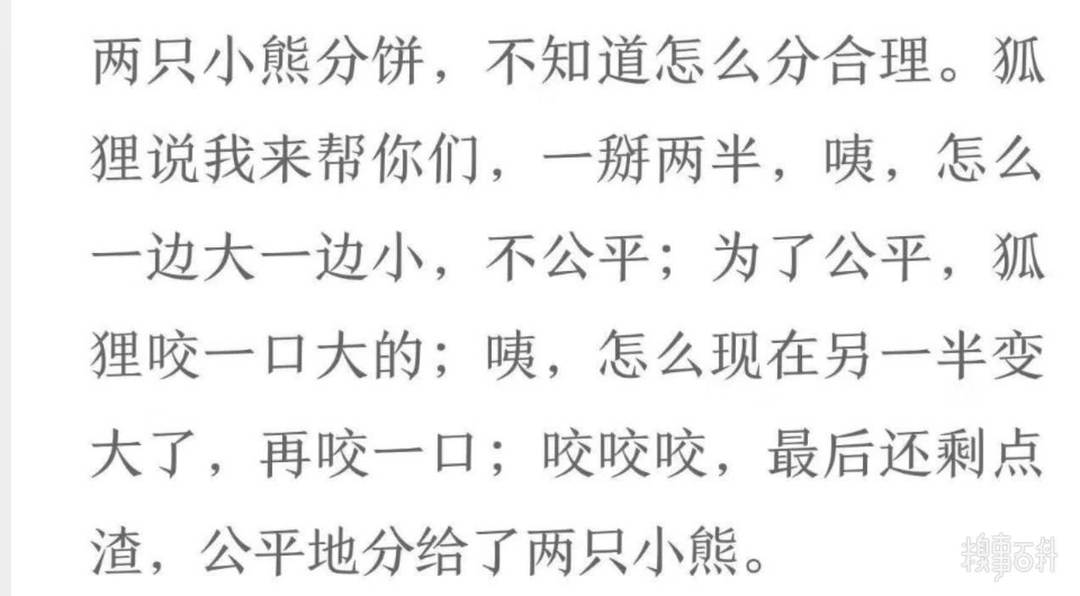 两只小熊分饼，不知道怎么分合理。狐
狸说我来帮你们，一掰两半，咦，怎么
一边大一边小，不公平；为了公平，狐
狸咬一口大的；咦，怎么现在另一半变
大了，再咬一口；咬咬咬，最后还剩点
渣，公平地分给了两只小熊。
糗事百科